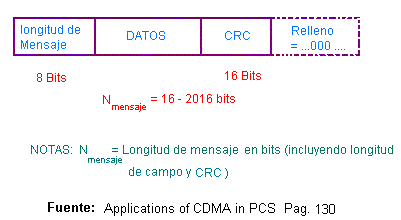 longitud de Mensaje
DATOS
CRC
Relleno = ...000 ....
8 Bits
16 Bits
N mensaje = 16 - 2016 bits
NOTAS: N mensaje = Longitud de mensaje en bits (incluyendo longitud
de campo y CRC )
Fuente: Applications of CDMA in PCS Pag. 130